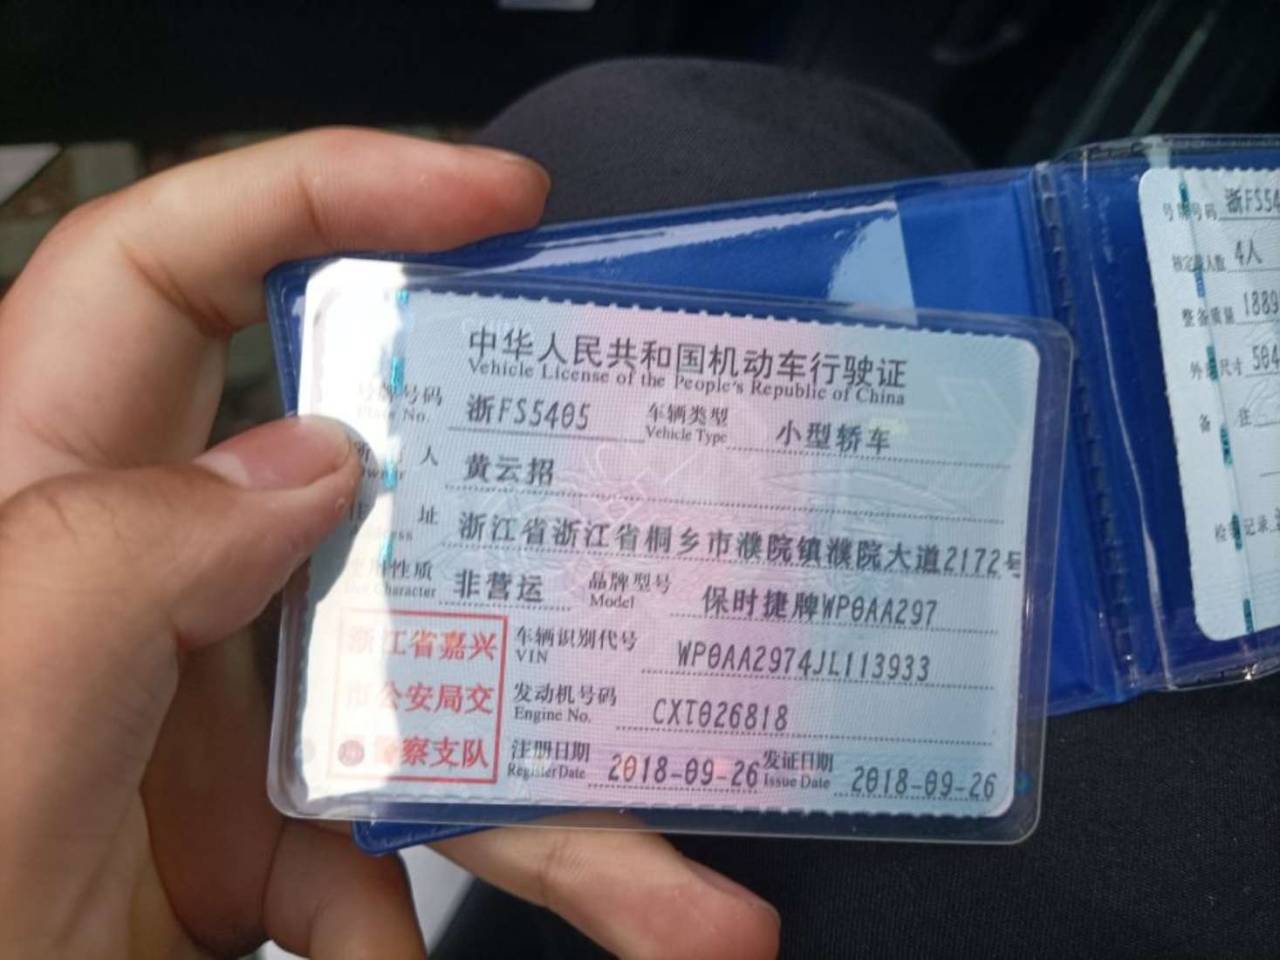 中华人民共和国机动车行驶证
Vehicle License of the People's Republic of China
号牌号码 浙FS5405 车辆类型 小型轿车
Plate No. Vehicle Type
所 人 黄云招
Owner
住 址 浙江省浙江省桐乡市濮院镇濮院大道2172号
使用性质 非营运 品牌型号 保时捷牌WP0AA297
Use Character Model
车辆识别代号 WP0AA2974JL113933
VIN
发动机号码 CXT026818
Engine No.
注册日期 2018-09-26 发证日期 2018-09-26
Register Date Issue Date
浙江省嘉兴
市公安局交
警察支队
号牌号码 浙FS54
核定载人数 4人
整备质量 1889
外廓尺寸 504
备 注
检验记录